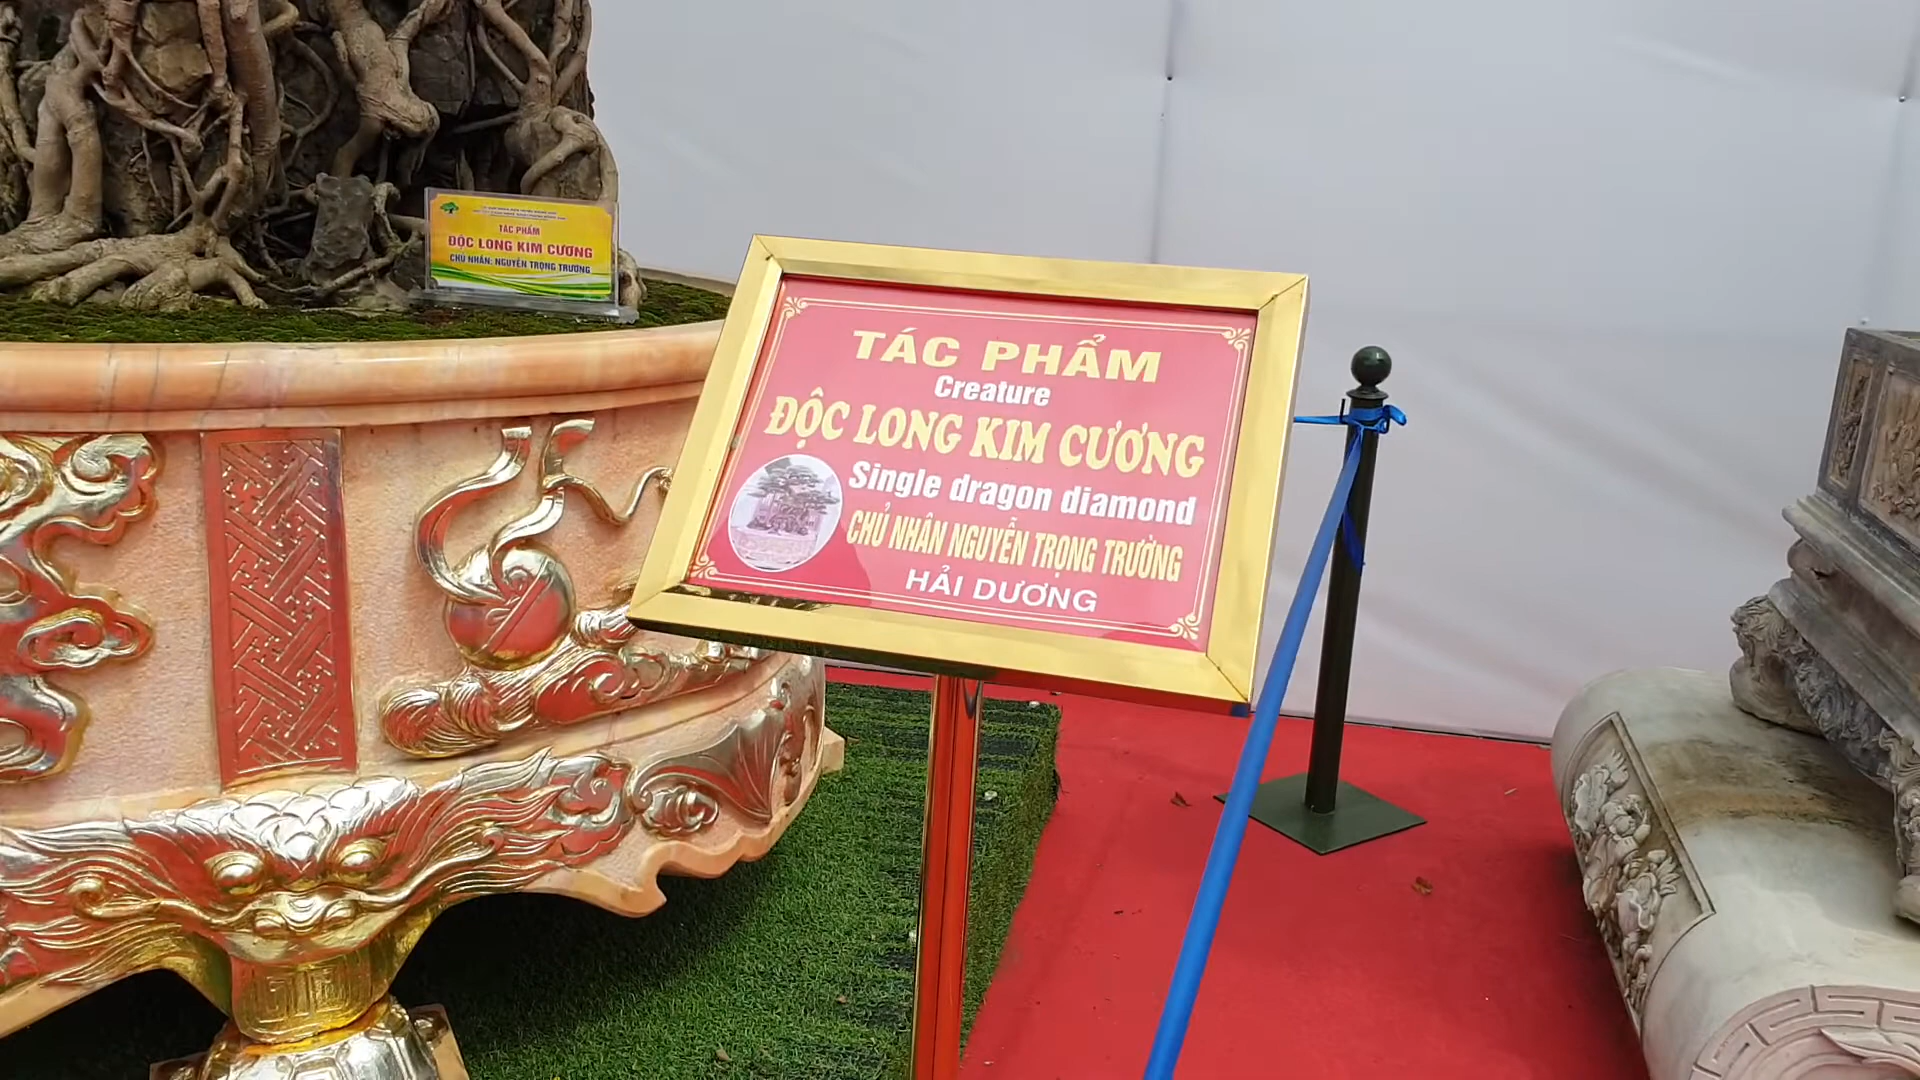 TÁC PHẨM
ĐỘC LONG KIM CƯƠNG
CHỦ NHÂN: NGUYỄN TRỌNG TRƯỜNG
TÁC PHẨM
Creature
ĐỘC LONG KIM CƯƠNG
Single dragon diamond
CHỦ NHÂN NGUYỄN TRỌNG TRƯỜNG
HẢI DƯƠNG